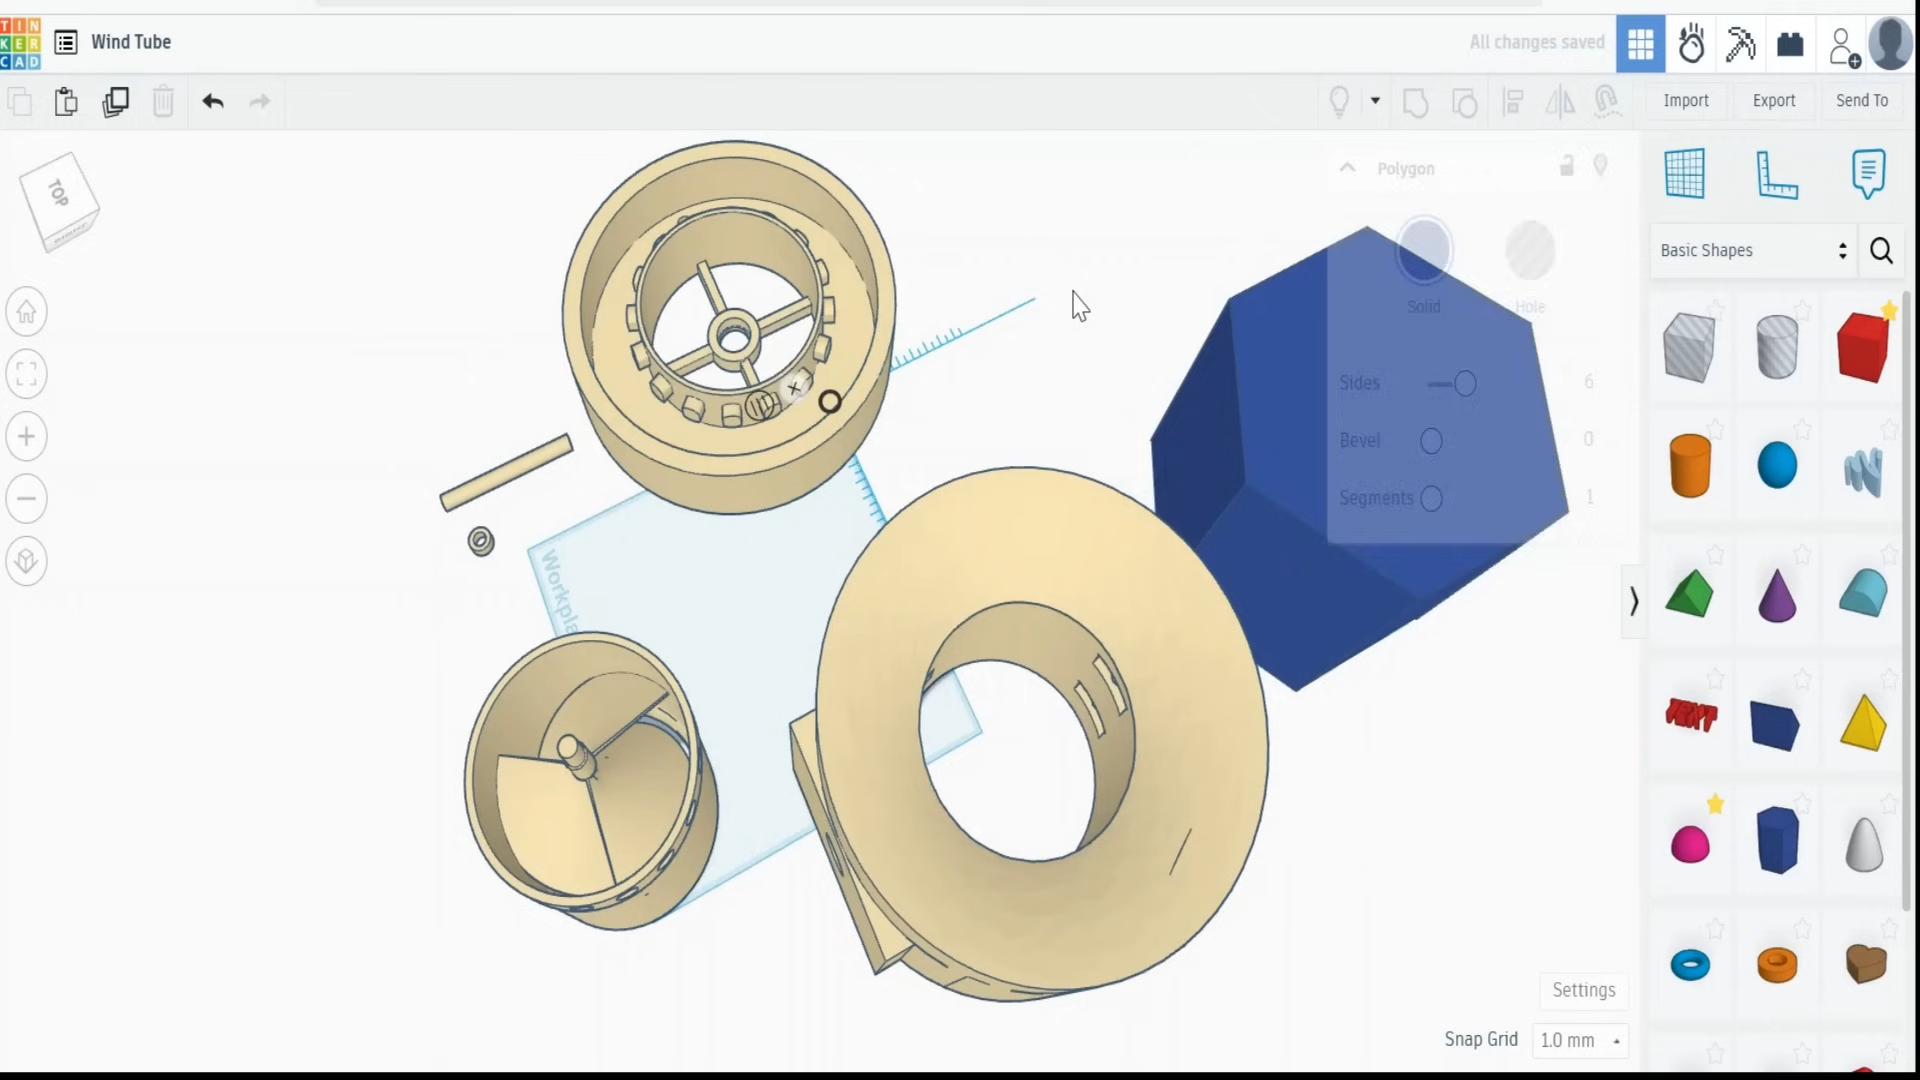 TIN
KER
CAD
Wind Tube
All changes saved
Import
Export
Send To
TOP
Polygon
Basic Shapes
Solid
Hole
Sides
6
Bevel
0
Segments
1
Workpla
TEXT
Settings
Snap Grid
1.0 mm